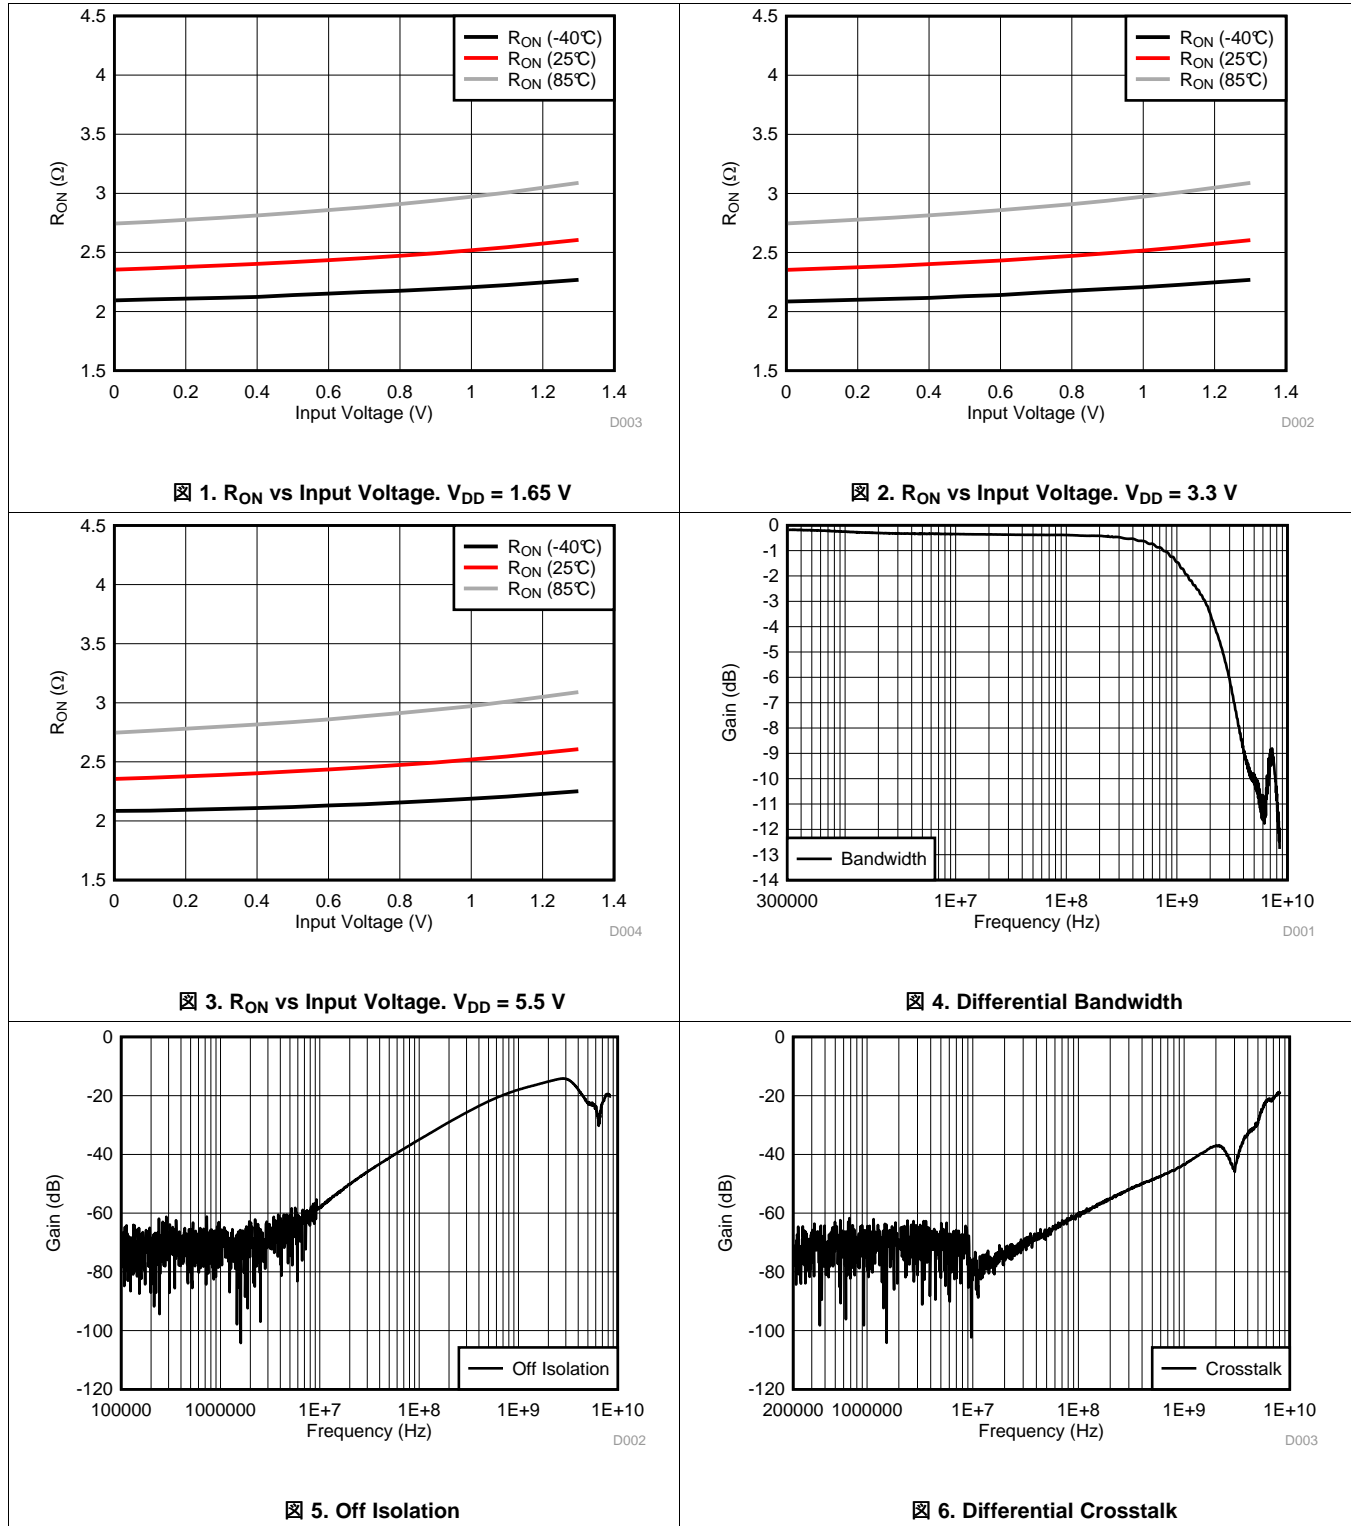 4.5
4
3.5
3
2.5
2
1.5
R_ON (Ω)
R_ON (-40℃)
R_ON (25℃)
R_ON (85℃)
0 0.2 0.4 0.6 0.8 1 1.2 1.4
Input Voltage (V)
D003
図 1. R_ON vs Input Voltage. V_DD = 1.65 V
4.5
4
3.5
3
2.5
2
1.5
R_ON (Ω)
R_ON (-40℃)
R_ON (25℃)
R_ON (85℃)
0 0.2 0.4 0.6 0.8 1 1.2 1.4
Input Voltage (V)
D002
図 2. R_ON vs Input Voltage. V_DD = 3.3 V
4.5
4
3.5
3
2.5
2
1.5
R_ON (Ω)
R_ON (-40℃)
R_ON (25℃)
R_ON (85℃)
0 0.2 0.4 0.6 0.8 1 1.2 1.4
Input Voltage (V)
D004
図 3. R_ON vs Input Voltage. V_DD = 5.5 V
0
-1
-2
-3
-4
-5
-6
-7
-8
-9
-10
-11
-12
-13
-14
Gain (dB)
Bandwidth
300000 1E+7 1E+8 1E+9 1E+10
Frequency (Hz)
D001
図 4. Differential Bandwidth
0
-20
-40
-60
-80
-100
-120
Gain (dB)
Off Isolation
100000 1000000 1E+7 1E+8 1E+9 1E+10
Frequency (Hz)
D002
図 5. Off Isolation
0
-20
-40
-60
-80
-100
-120
Gain (dB)
Crosstalk
200000 1000000 1E+7 1E+8 1E+9 1E+10
Frequency (Hz)
D003
図 6. Differential Crosstalk